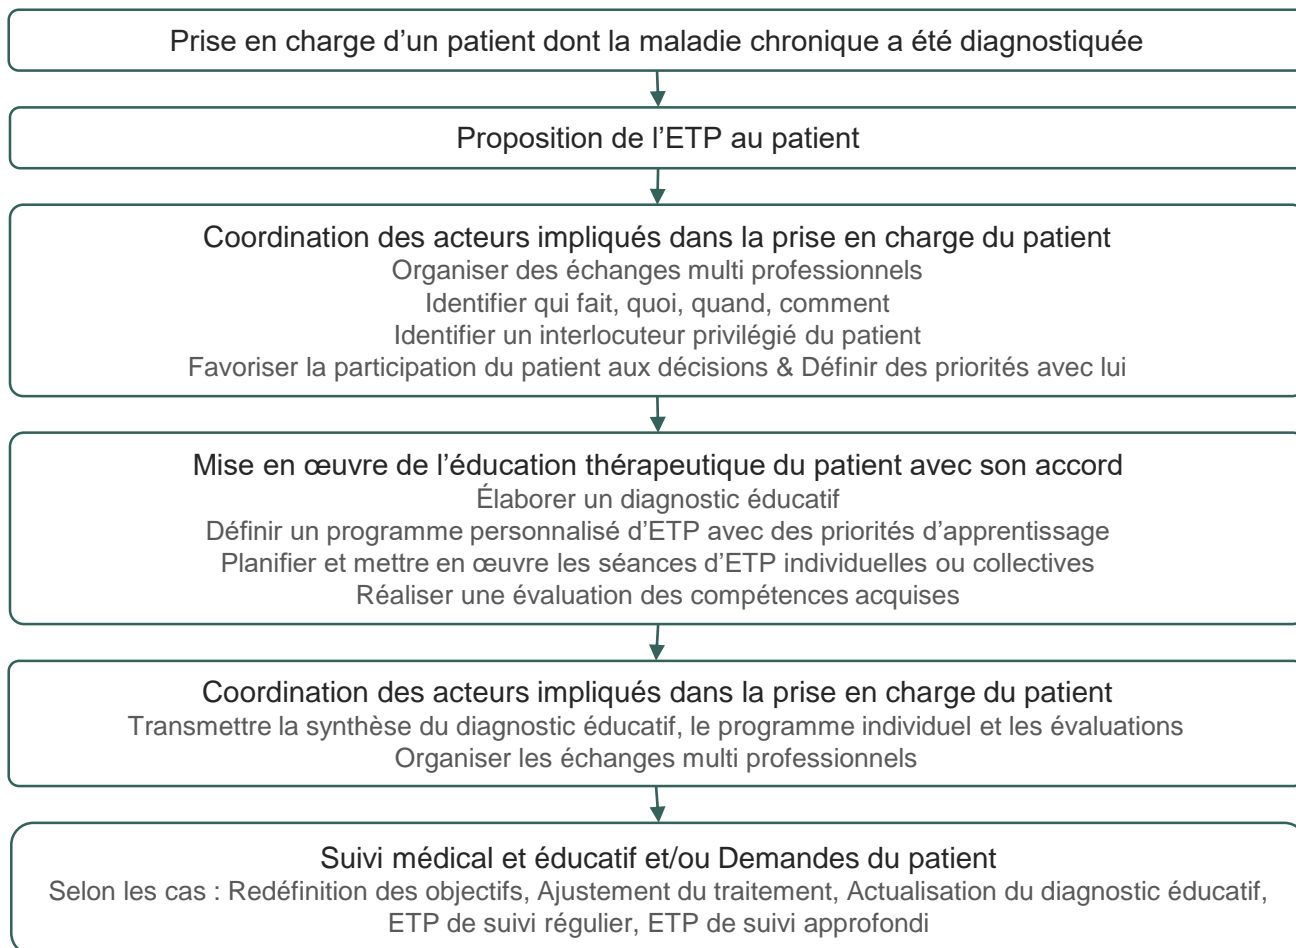 Prise en charge d’un patient dont la maladie chronique a été diagnostiquée
Proposition de l’ETP au patient
Coordination des acteurs impliqués dans la prise en charge du patient
Organiser des échanges multi professionnels
Identifier qui fait, quoi, quand, comment
Identifier un interlocuteur privilégié du patient
Favoriser la participation du patient aux décisions & Définir des priorités avec lui
Mise en œuvre de l’éducation thérapeutique du patient avec son accord
Élaborer un diagnostic éducatif
Définir un programme personnalisé d’ETP avec des priorités d’apprentissage
Planifier et mettre en œuvre les séances d’ETP individuelles ou collectives
Réaliser une évaluation des compétences acquises
Coordination des acteurs impliqués dans la prise en charge du patient
Transmettre la synthèse du diagnostic éducatif, le programme individuel et les évaluations
Organiser les échanges multi professionnels
Suivi médical et éducatif et/ou Demandes du patient
Selon les cas : Redéfinition des objectifs, Ajustement du traitement, Actualisation du diagnostic éducatif,
ETP de suivi régulier, ETP de suivi approfondi